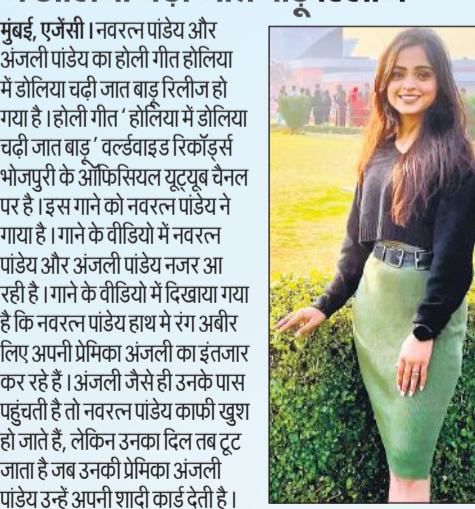 मुंबई, एजेंसी । नवरत्न पांडेय और
अंजली पांडेय का होली गीत होलिया
में डोलिया चढ़ी जात बाड़ू रिलीज हो
गया है । होली गीत ‘ होलिया में डोलिया
चढ़ी जात बाड़ू ’ वर्ल्डवाइड रिकॉर्ड्स
भोजपुरी के ऑफिसियल यूट्यूब चैनल
पर है । इस गाने को नवरत्न पांडेय ने
गाया है । गाने के वीडियो में नवरत्न
पांडेय और अंजली पांडेय नजर आ
रही है । गाने के वीडियो में दिखाया गया
है कि नवरत्न पांडेय हाथ मे रंग अबीर
लिए अपनी प्रेमिका अंजली का इंतजार
कर रहे हैं । अंजली जैसे ही उनके पास
पहुंचती है तो नवरत्न पांडेय काफी खुश
हो जाते हैं, लेकिन उनका दिल तब टूट
जाता है जब उनकी प्रेमिका अंजली
पांडेय उन्हें अपनी शादी कार्ड देती है ।